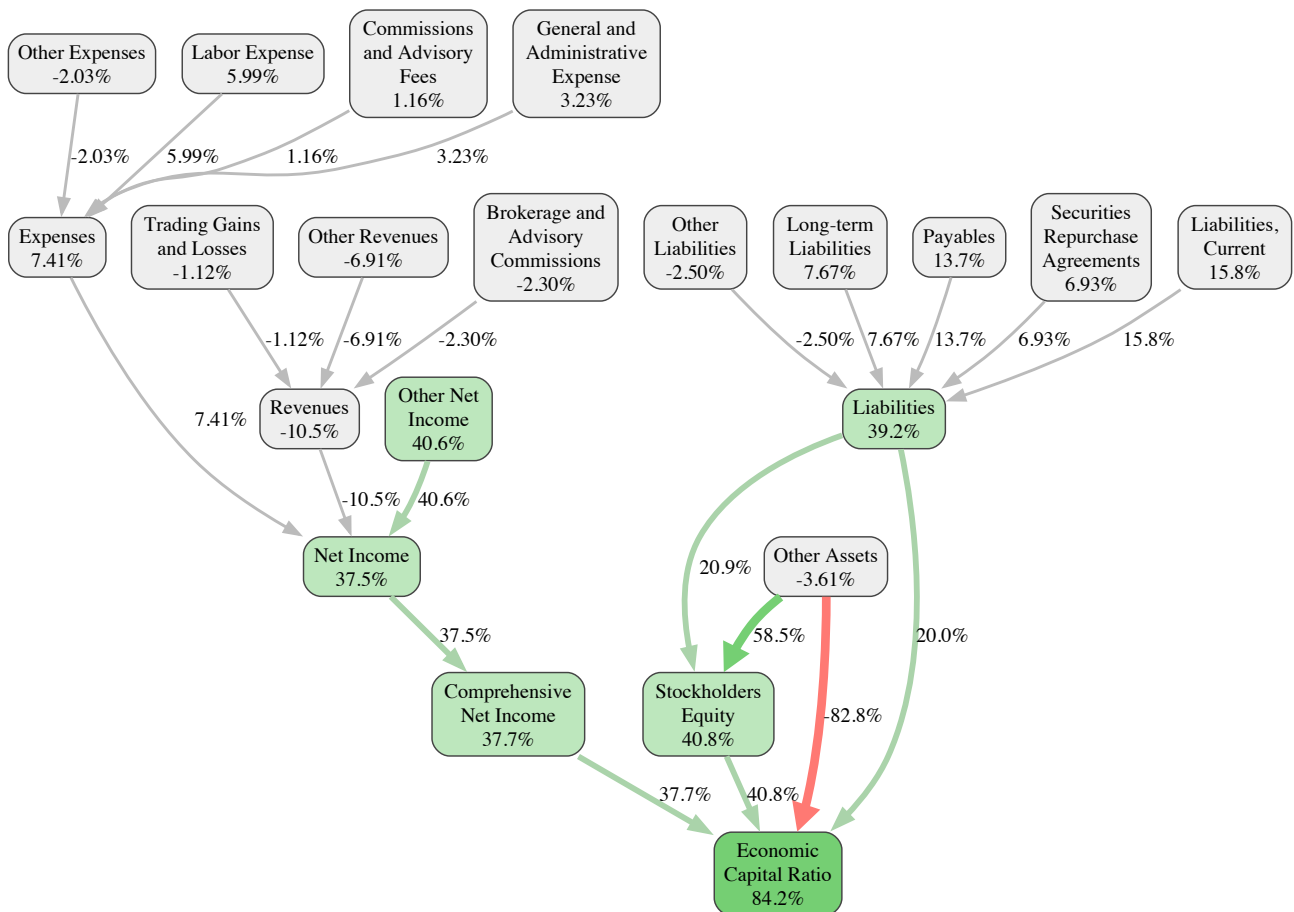 Other Expenses
-2.03%
Labor Expense
5.99%
Commissions
and Advisory
Fees
1.16%
General and
Administrative
Expense
3.23%
-2.03%
5.99%
1.16%
3.23%
Expenses
7.41%
Trading Gains
and Losses
-1.12%
Other Revenues
-6.91%
Brokerage and
Advisory
Commissions
-2.30%
Other
Liabilities
-2.50%
Long-term
Liabilities
7.67%
Payables
13.7%
Securities
Repurchase
Agreements
6.93%
Liabilities,
Current
15.8%
-1.12%
-6.91%
-2.30%
-2.50%
7.67%
13.7%
6.93%
15.8%
7.41%
Revenues
-10.5%
Other Net
Income
40.6%
Liabilities
39.2%
-10.5%
40.6%
Net Income
37.5%
20.9%
Other Assets
-3.61%
37.5%
58.5%
20.0%
Comprehensive
Net Income
37.7%
Stockholders
Equity
40.8%
-82.8%
37.7%
40.8%
Economic
Capital Ratio
84.2%